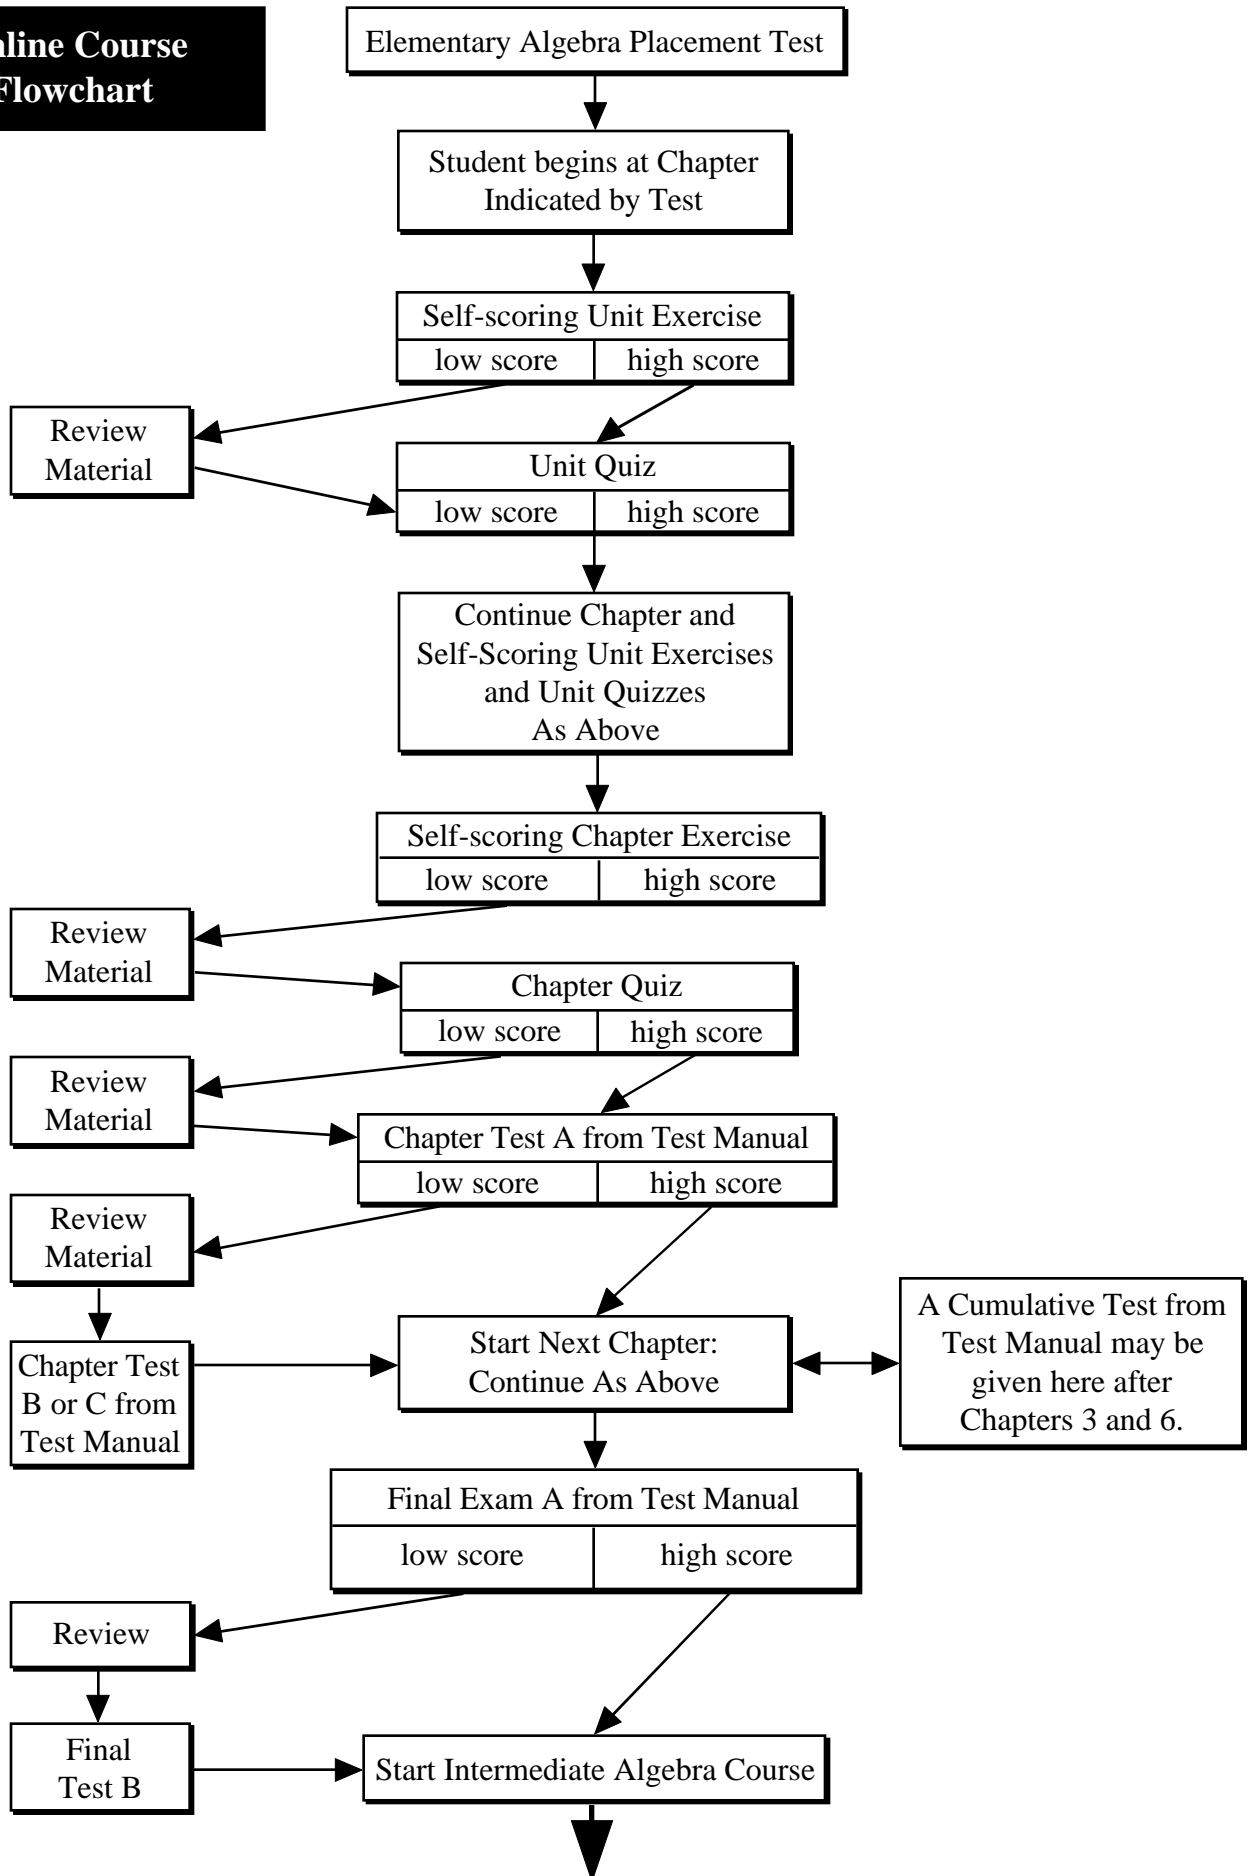 nline Course
Flowchart
Elementary Algebra Placement Test
Student begins at Chapter
Indicated by Test
Self-scoring Unit Exercise
low score high score
Review
Material
Unit Quiz
low score high score
Continue Chapter and
Self-Scoring Unit Exercises
and Unit Quizzes
As Above
Self-scoring Chapter Exercise
low score high score
Review
Material
Chapter Quiz
low score high score
Review
Material
Chapter Test A from Test Manual
low score high score
Review
Material
Start Next Chapter:
Continue As Above
A Cumulative Test from
Test Manual may be
given here after
Chapters 3 and 6.
Chapter Test
B or C from
Test Manual
Final Exam A from Test Manual
low score high score
Review
Final
Test B
Start Intermediate Algebra Course